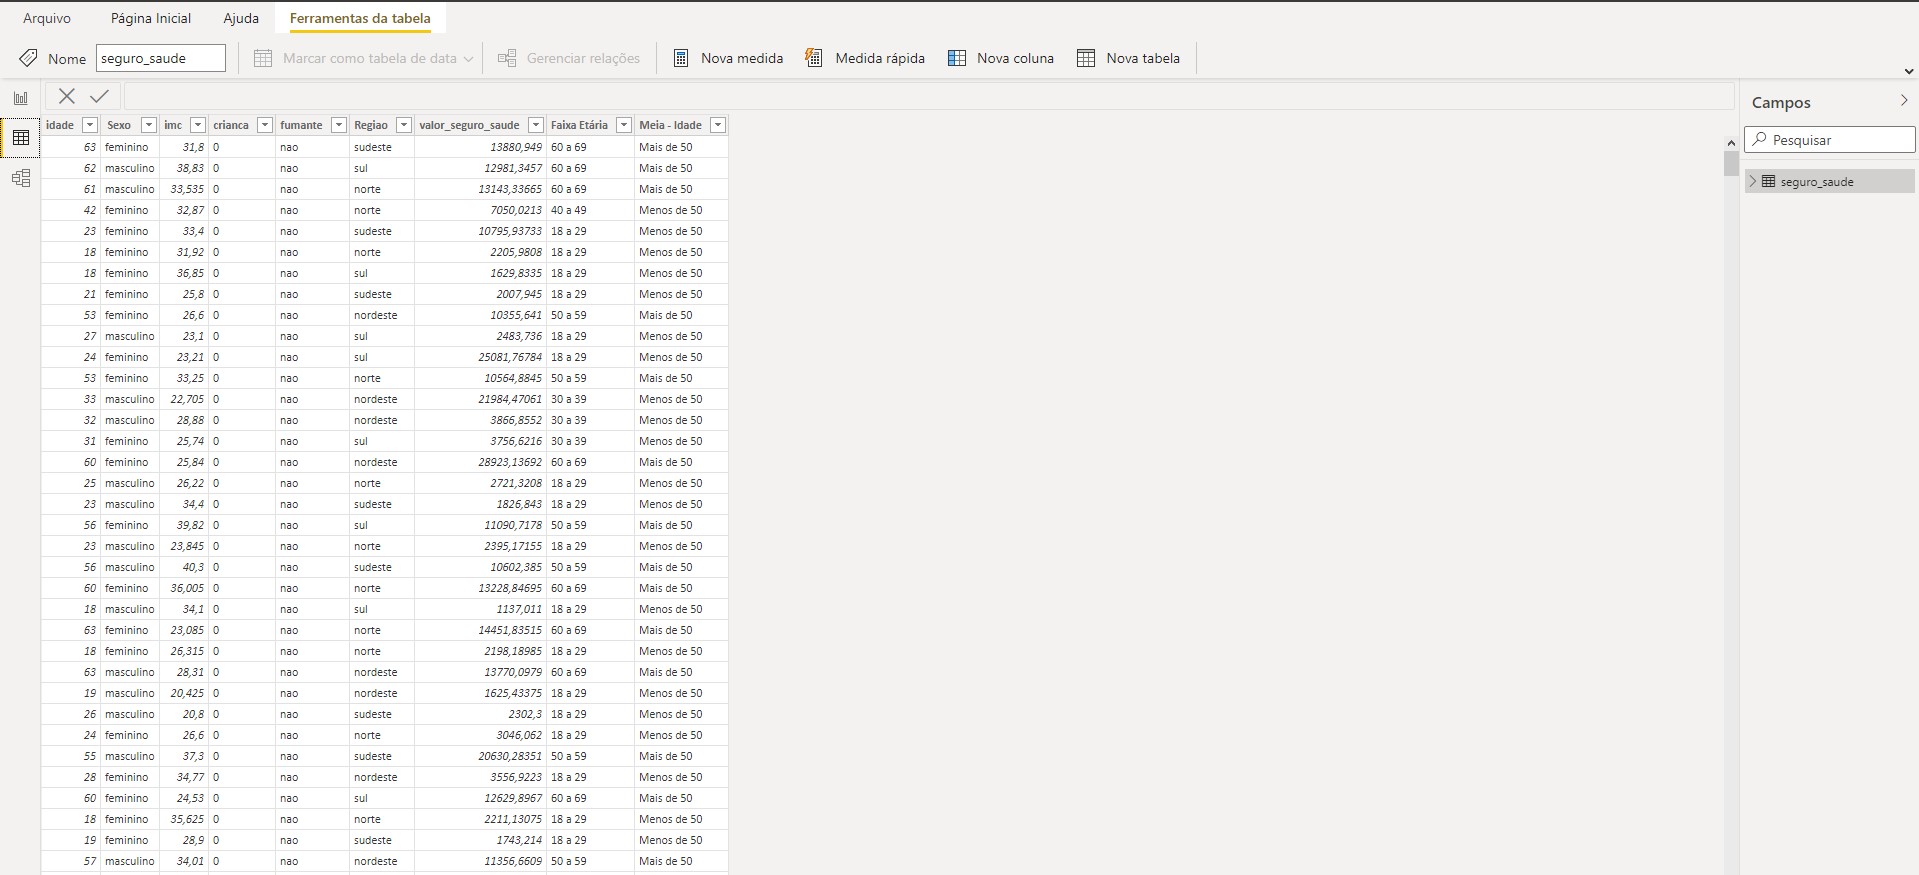 Arquivo Página Inicial Ajuda Ferramentas da tabela
Nome seguro_saude Marcar como tabela de data Gerenciar relações Nova medida Medida rápida Nova coluna Nova tabela
Campos
Pesquisar
seguro_saude
idade Sexo imc crianca fumante Regiao valor_seguro_saude Faixa Etária Meia - Idade
63 feminino 31,8 0 nao sudeste 13880,949 60 a 69 Mais de 50
62 masculino 38,83 0 nao sul 12981,3457 60 a 69 Mais de 50
61 masculino 33,535 0 nao norte 13143,33665 60 a 69 Mais de 50
42 feminino 32,87 0 nao norte 7050,0213 40 a 49 Menos de 50
23 feminino 33,4 0 nao sudeste 10795,93733 18 a 29 Menos de 50
18 feminino 31,92 0 nao norte 2205,9808 18 a 29 Menos de 50
18 feminino 36,85 0 nao sul 1629,8335 18 a 29 Menos de 50
21 feminino 25,8 0 nao sudeste 2007,945 18 a 29 Menos de 50
53 feminino 26,6 0 nao nordeste 10355,641 50 a 59 Mais de 50
27 masculino 23,1 0 nao sul 2483,736 18 a 29 Menos de 50
24 feminino 23,21 0 nao sul 25081,76784 18 a 29 Menos de 50
53 feminino 33,25 0 nao norte 10564,8845 50 a 59 Mais de 50
33 masculino 22,705 0 nao nordeste 21984,47061 30 a 39 Menos de 50
32 masculino 28,88 0 nao nordeste 3866,8552 30 a 39 Menos de 50
31 feminino 25,74 0 nao sul 3756,6216 30 a 39 Menos de 50
60 feminino 25,84 0 nao nordeste 28923,13692 60 a 69 Mais de 50
25 masculino 26,22 0 nao norte 2721,3208 18 a 29 Menos de 50
23 masculino 34,4 0 nao sudeste 1826,843 18 a 29 Menos de 50
56 feminino 39,82 0 nao sul 11090,7178 50 a 59 Mais de 50
23 masculino 23,845 0 nao norte 2395,17155 18 a 29 Menos de 50
56 masculino 40,3 0 nao sudeste 10602,385 50 a 59 Mais de 50
60 feminino 36,005 0 nao norte 13228,84695 60 a 69 Mais de 50
18 masculino 34,1 0 nao sul 1137,011 18 a 29 Menos de 50
63 feminino 23,085 0 nao norte 14451,83515 60 a 69 Mais de 50
18 feminino 26,315 0 nao norte 2198,18985 18 a 29 Menos de 50
63 masculino 28,31 0 nao nordeste 13770,0979 60 a 69 Mais de 50
19 masculino 20,425 0 nao nordeste 1625,43375 18 a 29 Menos de 50
26 masculino 20,8 0 nao sudeste 2302,3 18 a 29 Menos de 50
24 feminino 26,6 0 nao norte 3046,062 18 a 29 Menos de 50
55 masculino 37,3 0 nao sudeste 20630,28351 50 a 59 Mais de 50
28 feminino 34,77 0 nao nordeste 3556,9223 18 a 29 Menos de 50
60 feminino 24,53 0 nao sul 12629,8967 60 a 69 Mais de 50
18 feminino 35,625 0 nao norte 2211,13075 18 a 29 Menos de 50
19 feminino 28,9 0 nao sudeste 1743,214 18 a 29 Menos de 50
57 masculino 34,01 0 nao nordeste 11356,6609 50 a 59 Mais de 50